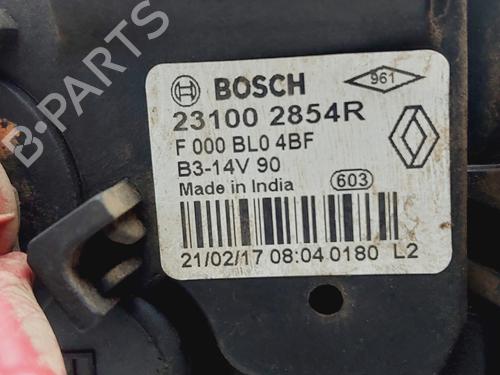 BOSCH
961
23100 2854R
F 000 BL0 4BF
B3-14V 90
Made in India
603
21/02/17 08:04 0180 L2
B-PARTS